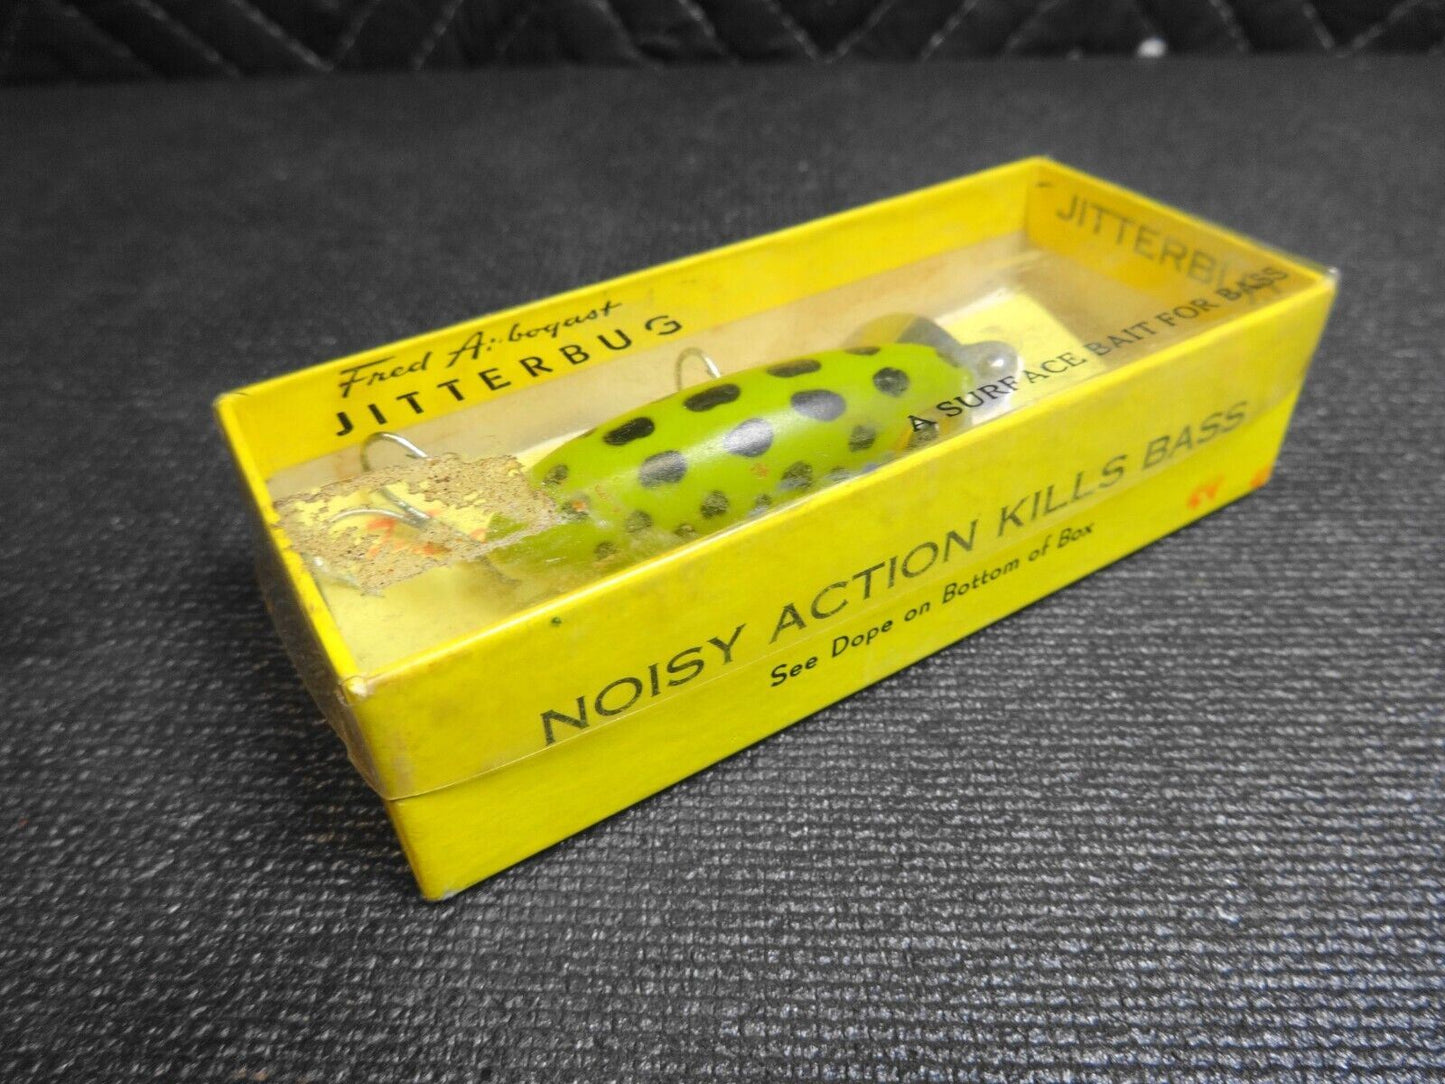 Fred Arbogast
JITTERBUG
JITTERBUG
A SURFACE BAIT FOR BASS
NOISY ACTION KILLS BASS
See Dope on Bottom of Box